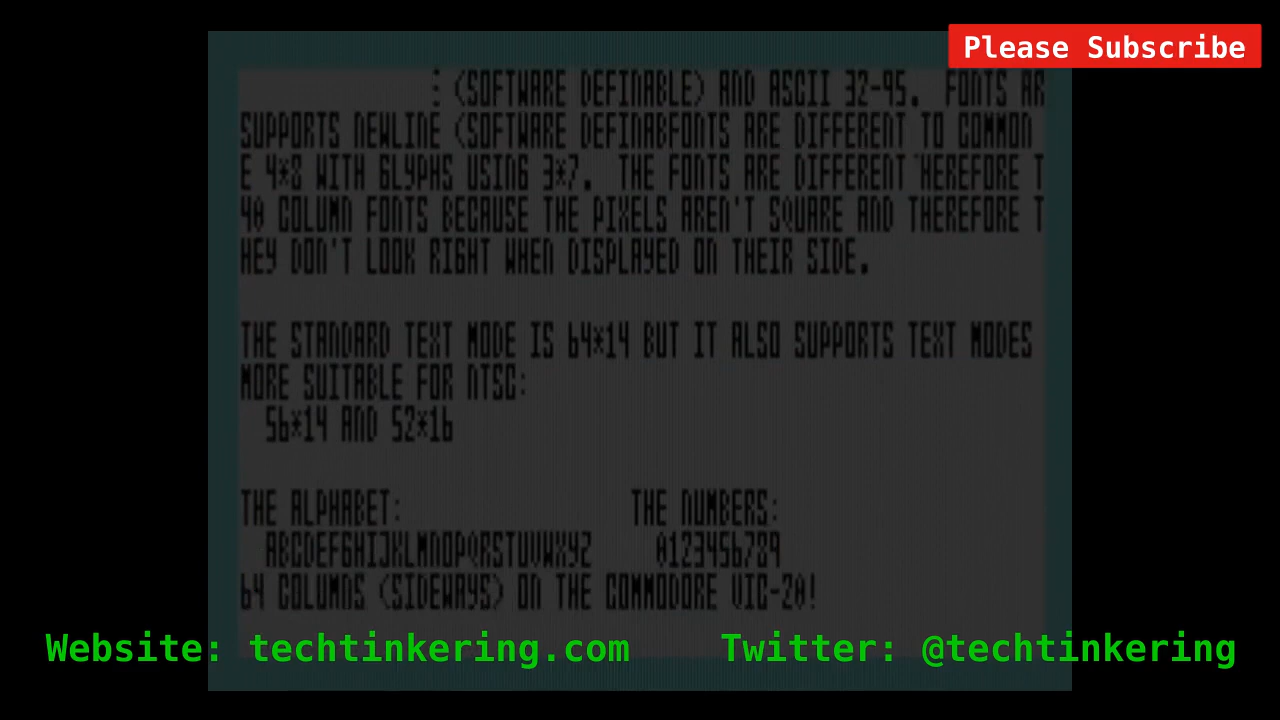 Please Subscribe
: (SOFTWARE DEFINABLE) AND ASCII 32-95.  FONTS AR
SUPPORTS NEWLINE (SOFTWARE DEFINABFONTS ARE DIFFERENT TO COMMON
E 4*8 WITH GLYPHS USING 3*7.  THE FONTS ARE DIFFERENT HEREFORE T
40 COLUMN FONTS BECAUSE THE PIXELS AREN'T SQUARE AND THEREFORE T
HEY DON'T LOOK RIGHT WHEN DISPLAYED ON THEIR SIDE.
THE STANDARD TEXT MODE IS 64*14 BUT IT ALSO SUPPORTS TEXT MODES
MORE SUITABLE FOR NTSC:
56*14 AND 52*16
THE ALPHABET: THE NUMBERS:
ABCDEFGHIJKLMNOPQRSTUVWXYZ 0123456789
64 COLUMNS (SIDEWAYS) ON THE COMMODORE VIC-20!
Website: techtinkering.com Twitter: @techtinkering